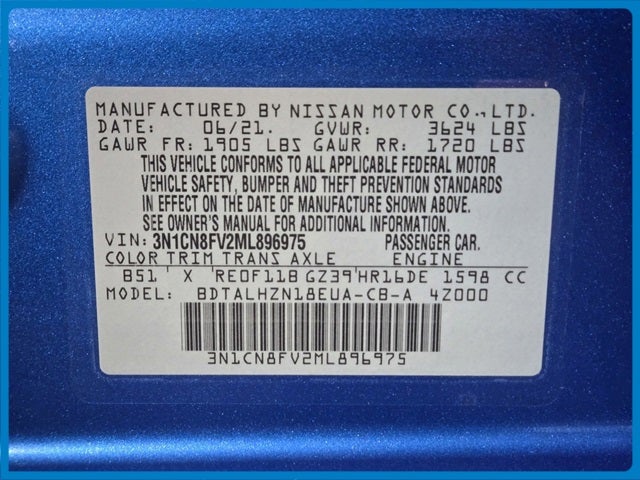 MANUFACTURED BY NISSAN MOTOR CO.,LTD.
DATE: 06/21. GVWR: 3624 LBS
GAWR FR: 1905 LBS GAWR RR: 1720 LBS
THIS VEHICLE CONFORMS TO ALL APPLICABLE FEDERAL MOTOR
VEHICLE SAFETY, BUMPER AND THEFT PREVENTION STANDARDS
IN EFFECT ON THE DATE OF MANUFACTURE SHOWN ABOVE.
SEE OWNER'S MANUAL FOR ADDITIONAL INFORMATION.
VIN: 3N1CN8FV2ML896975 PASSENGER CAR.
COLOR TRIM TRANS AXLE ENGINE
B51 X RE0F11B GZ39 HR16DE 1598 CC
MODEL: BDTALHZN18EUA-CB-A 4Z000
3N1CN8FV2ML896975